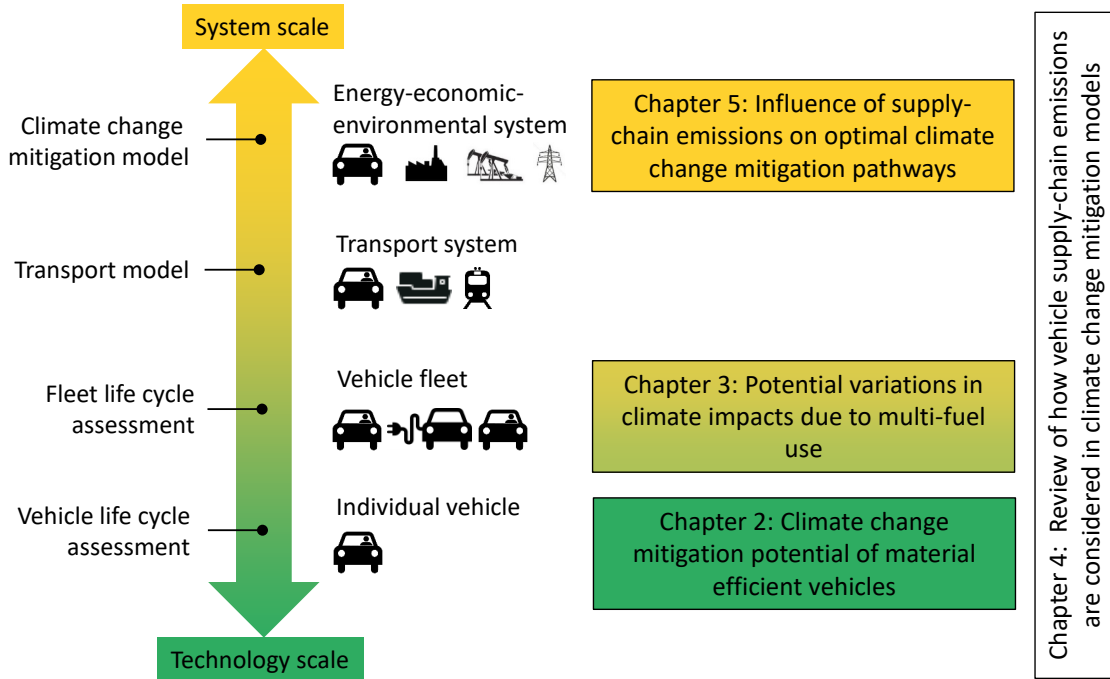 System scale
Climate change
mitigation model
Energy-economic-
environmental system
Chapter 5: Influence of supply-
chain emissions on optimal climate
change mitigation pathways
Transport model
Transport system
Fleet life cycle
assessment
Vehicle fleet
Chapter 3: Potential variations in
climate impacts due to multi-fuel
use
Vehicle life cycle
assessment
Individual vehicle
Chapter 2: Climate change
mitigation potential of material
efficient vehicles
Technology scale
Chapter 4:  Review of how vehicle supply-chain emissions
are considered in climate change mitigation models